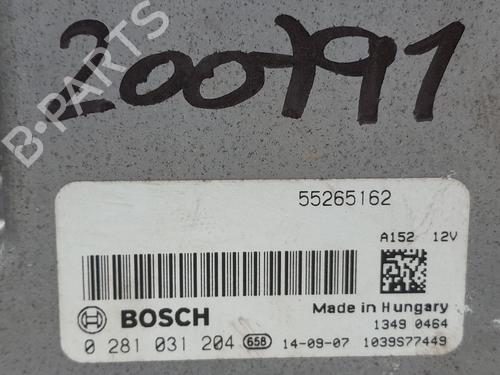 200791
B-PARTS
55265162
A152 12V
BOSCH
Made in Hungary
1349 0464
0 281 031 204 658 14-09-07 1039S77449